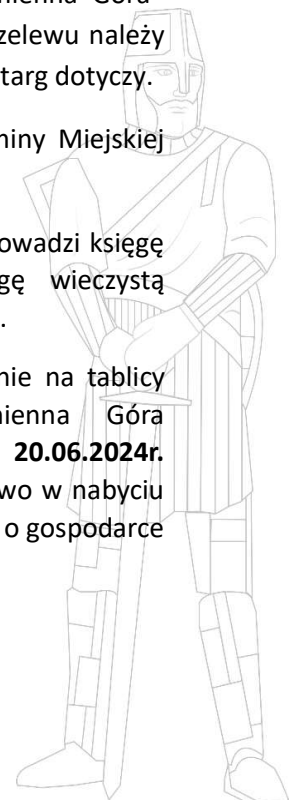 mienna Góra
zelewu należy
targ dotyczy.
miny Miejskiej
owadzi księgę
gę wieczystą
.
nie na tablicy
mienna Góra
20.06.2024r.
wo w nabyciu
o gospodarce